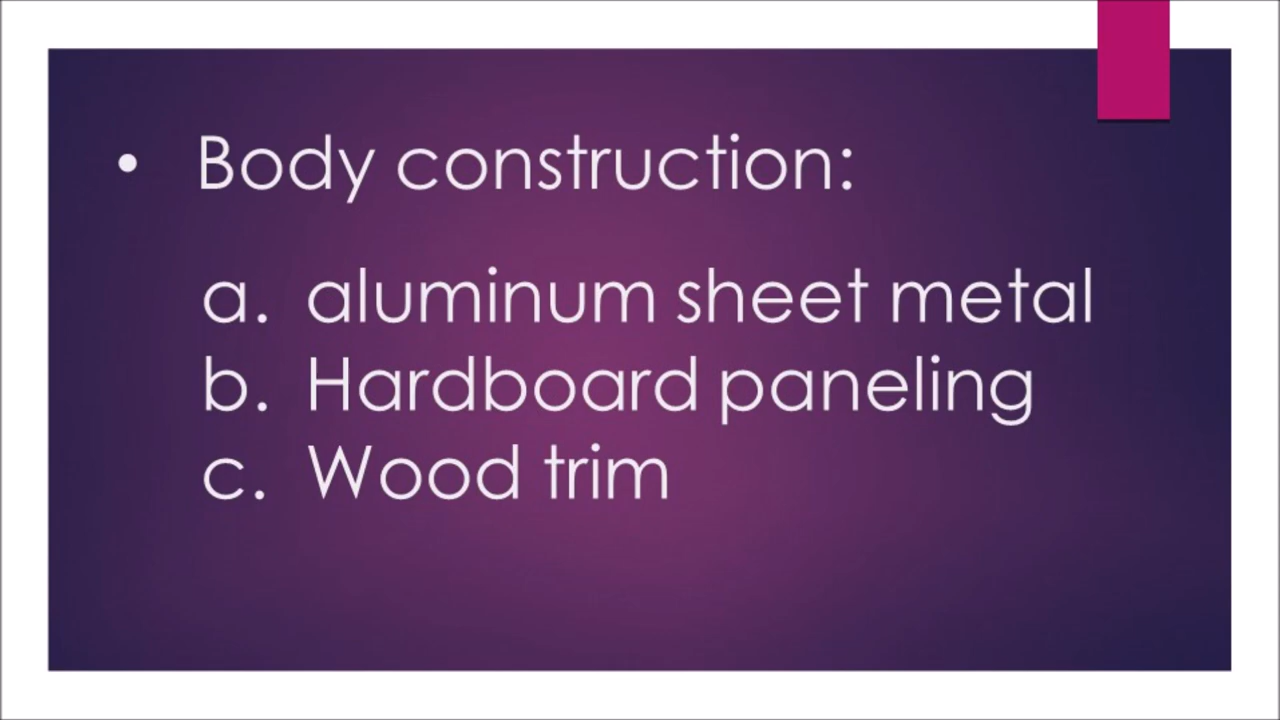 • Body construction:
a. aluminum sheet metal
b. Hardboard paneling
c. Wood trim